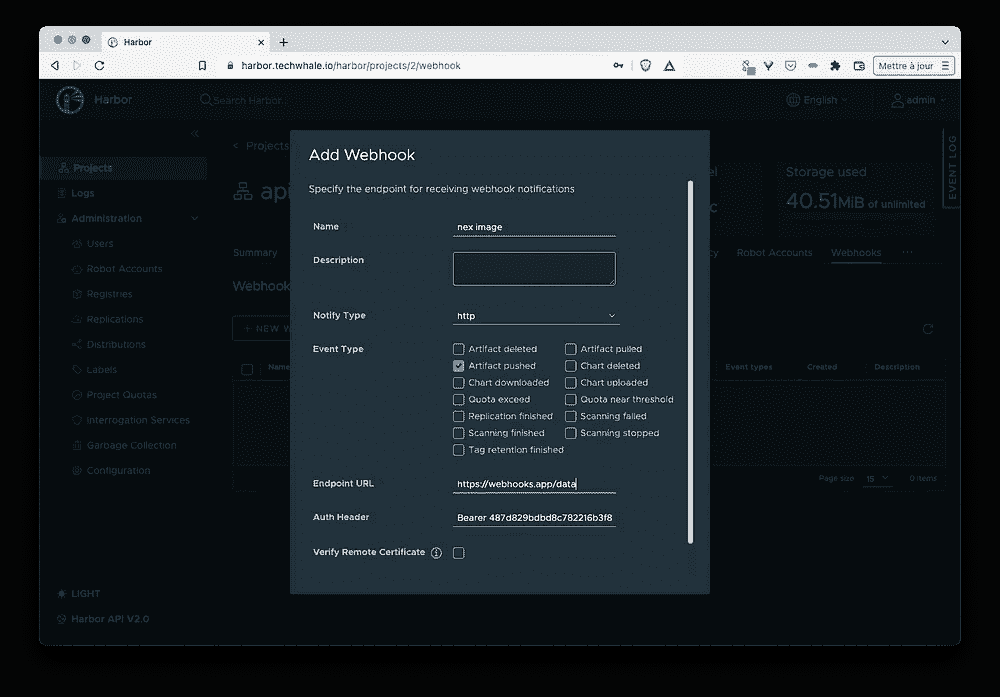 Harbor
harbor.techwhale.io/harbor/projects/2/webhook
Mettre à jour
Harbor
Search Harbor...
English
admin
EVENT LOG
Projects
Logs
Administration
Users
Robot Accounts
Registries
Replications
Distributions
Labels
Project Quotas
Interrogation Services
Garbage Collection
Configuration
LIGHT
Harbor API V2.0
< Projects
Storage used
40.51MiB of unlimited
Summary
Robot Accounts
Webhooks
...
Webhook
+ NEW W
Name
Event types
Created
Description
Page size
15
0 items
Add Webhook
Specify the endpoint for receiving webhook notifications
Name
nex image
Description
Notify Type
http
Event Type
Artifact deleted
Artifact pulled
Artifact pushed
Chart deleted
Chart downloaded
Chart uploaded
Quota exceed
Quota near threshold
Replication finished
Scanning failed
Scanning finished
Scanning stopped
Tag retention finished
Endpoint URL
https://webhooks.app/data
Auth Header
Bearer 487d829bdbd8c782216b3f8
Verify Remote Certificate